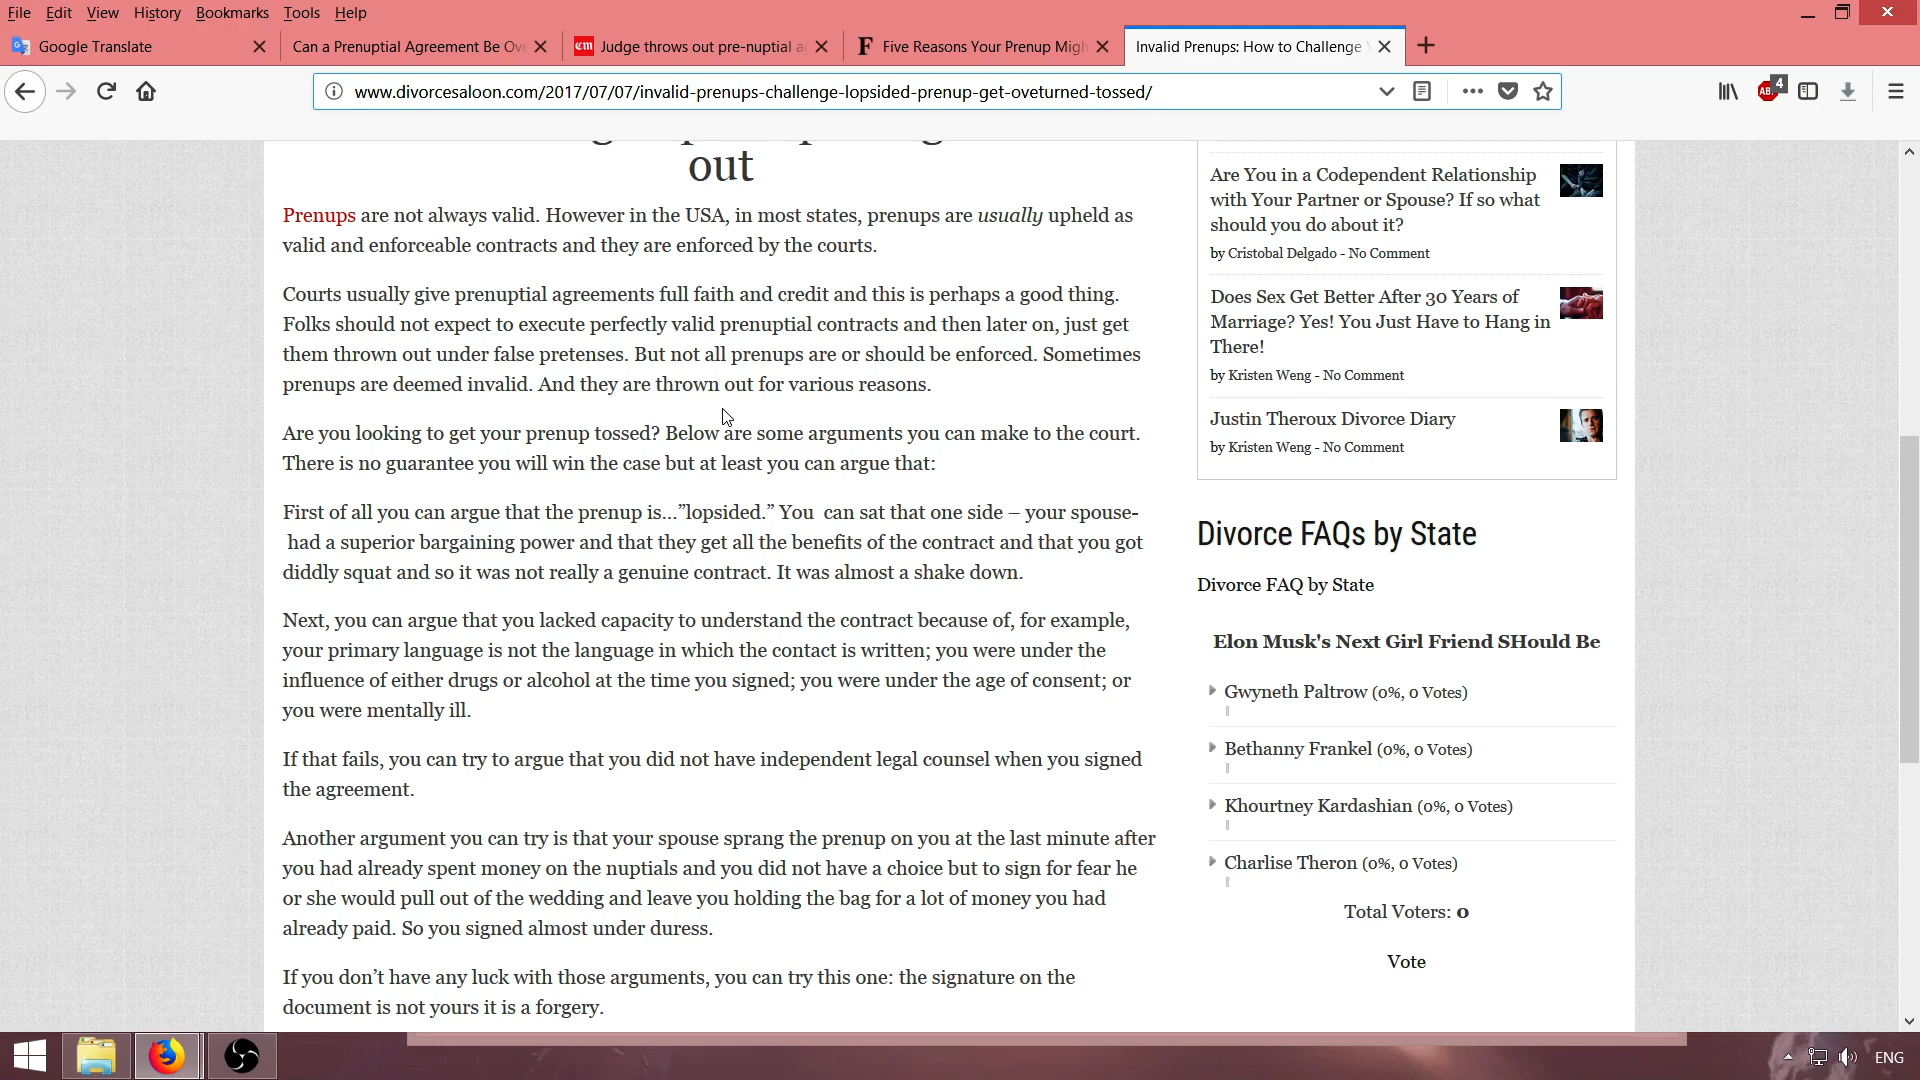 File Edit View History Bookmarks Tools Help
Google Translate
Can a Prenuptial Agreement Be Ove
Judge throws out pre-nuptial a
Five Reasons Your Prenup Migh
Invalid Prenups: How to Challenge
www.divorcesaloon.com/2017/07/07/invalid-prenups-challenge-lopsided-prenup-get-oveturned-tossed/
4
out
Prenups are not always valid. However in the USA, in most states, prenups are usually upheld as
valid and enforceable contracts and they are enforced by the courts.
Courts usually give prenuptial agreements full faith and credit and this is perhaps a good thing.
Folks should not expect to execute perfectly valid prenuptial contracts and then later on, just get
them thrown out under false pretenses. But not all prenups are or should be enforced. Sometimes
prenups are deemed invalid. And they are thrown out for various reasons.
Are you looking to get your prenup tossed? Below are some arguments you can make to the court.
There is no guarantee you will win the case but at least you can argue that:
First of all you can argue that the prenup is…”lopsided.” You  can sat that one side – your spouse-
had a superior bargaining power and that they get all the benefits of the contract and that you got
diddly squat and so it was not really a genuine contract. It was almost a shake down.
Next, you can argue that you lacked capacity to understand the contract because of, for example,
your primary language is not the language in which the contact is written; you were under the
influence of either drugs or alcohol at the time you signed; you were under the age of consent; or
you were mentally ill.
If that fails, you can try to argue that you did not have independent legal counsel when you signed
the agreement.
Another argument you can try is that your spouse sprang the prenup on you at the last minute after
you had already spent money on the nuptials and you did not have a choice but to sign for fear he
or she would pull out of the wedding and leave you holding the bag for a lot of money you had
already paid. So you signed almost under duress.
If you don’t have any luck with those arguments, you can try this one: the signature on the
document is not yours it is a forgery.
Are You in a Codependent Relationship
with Your Partner or Spouse? If so what
should you do about it?
by Cristobal Delgado - No Comment
Does Sex Get Better After 30 Years of
Marriage? Yes! You Just Have to Hang in
There!
by Kristen Weng - No Comment
Justin Theroux Divorce Diary
by Kristen Weng - No Comment
Divorce FAQs by State
Divorce FAQ by State
Elon Musk's Next Girl Friend SHould Be
Gwyneth Paltrow (0%, 0 Votes)
Bethanny Frankel (0%, 0 Votes)
Khourtney Kardashian (0%, 0 Votes)
Charlise Theron (0%, 0 Votes)
Total Voters: 0
Vote
ENG